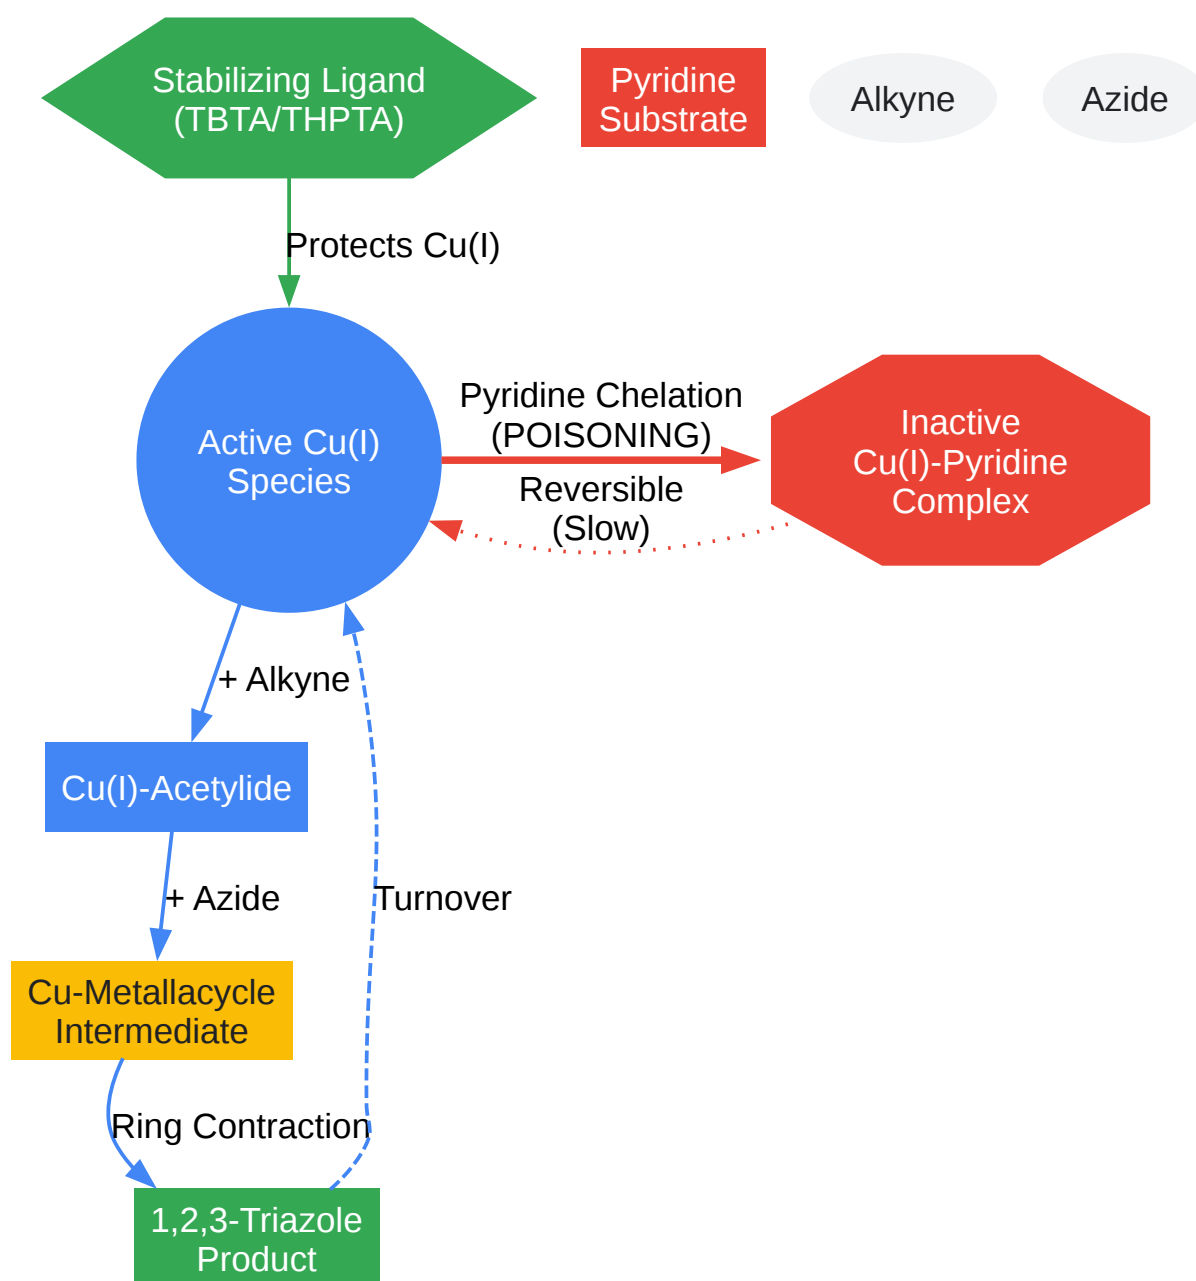 Stabilizing Ligand
(TBTA/THPTA)
Pyridine
Substrate
Alkyne
Azide
Protects Cu(I)
Active Cu(I)
Species
Pyridine Chelation
(POISONING)
Reversible
(Slow)
Inactive
Cu(I)-Pyridine
Complex
+ Alkyne
Cu(I)-Acetylide
+ Azide
Turnover
Cu-Metallacycle
Intermediate
Ring Contraction
1,2,3-Triazole
Product